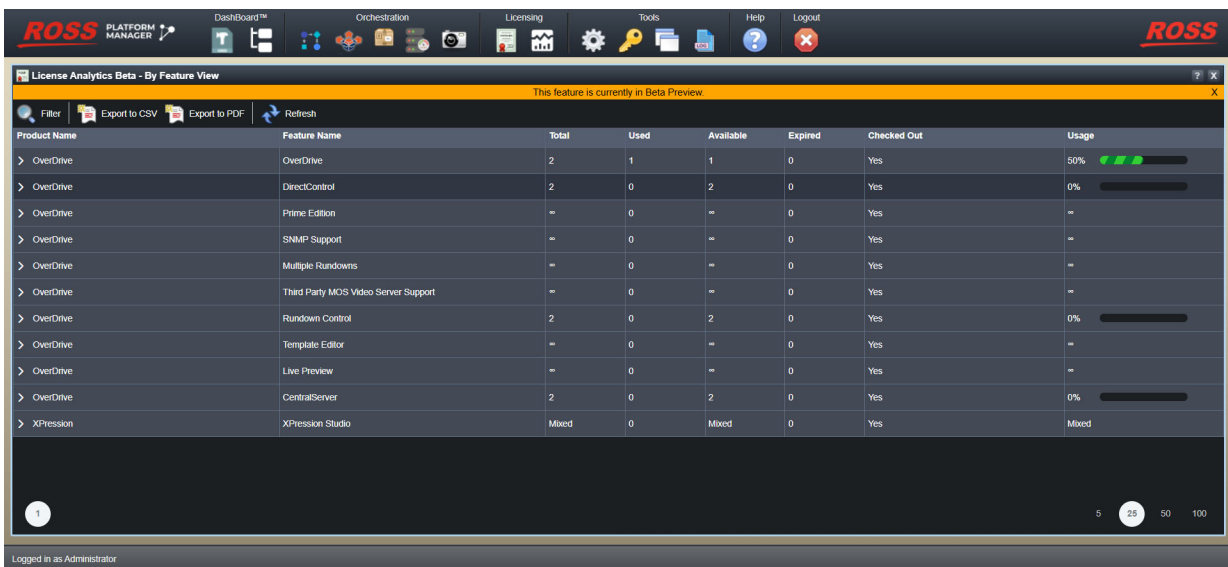 ROSS PLATFORM MANAGER
DashBoard™ Orchestration Licensing Tools Help Logout
T LOG ? ROSS
License Analytics Beta - By Feature View ? X
This feature is currently in Beta Preview. X
Filter Export to CSV Export to PDF Refresh
Product Name Feature Name Total Used Available Expired Checked Out Usage
OverDrive OverDrive 2 1 1 0 Yes 50%
OverDrive DirectControl 2 0 2 0 Yes 0%
OverDrive Prime Edition ∞ 0 ∞ 0 Yes ∞
OverDrive SNMP Support ∞ 0 ∞ 0 Yes ∞
OverDrive Multiple Rundowns ∞ 0 ∞ 0 Yes ∞
OverDrive Third Party MOS Video Server Support ∞ 0 ∞ 0 Yes ∞
OverDrive Rundown Control 2 0 2 0 Yes 0%
OverDrive Template Editor ∞ 0 ∞ 0 Yes ∞
OverDrive Live Preview ∞ 0 ∞ 0 Yes ∞
OverDrive CentralServer 2 0 2 0 Yes 0%
XPression XPression Studio Mixed 0 Mixed 0 Yes Mixed
1 5 25 50 100
Logged in as Administrator